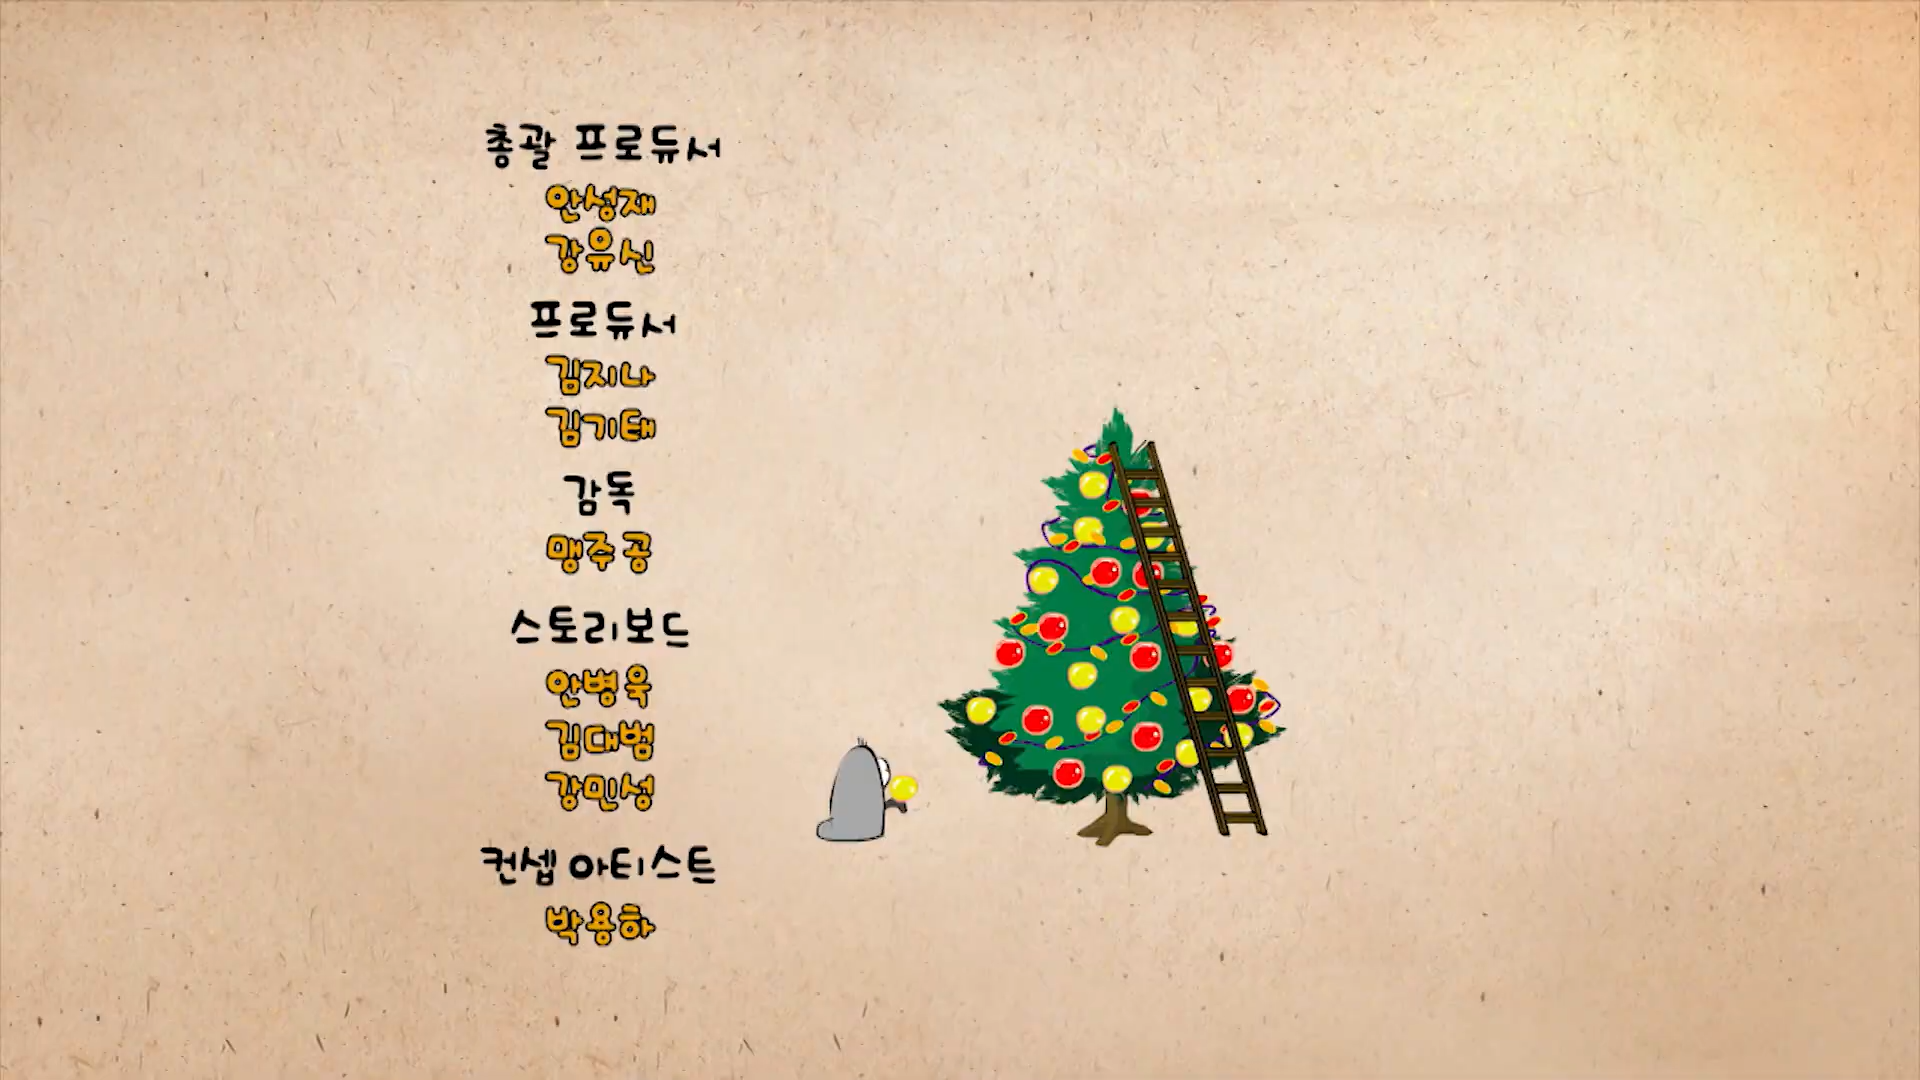 총괄 프로듀서
안성재
강유신
프로듀서
김지나
김기태
감독
맹주공
스토리보드
안병욱
김대범
강민성
컨셉 아티스트
박용하